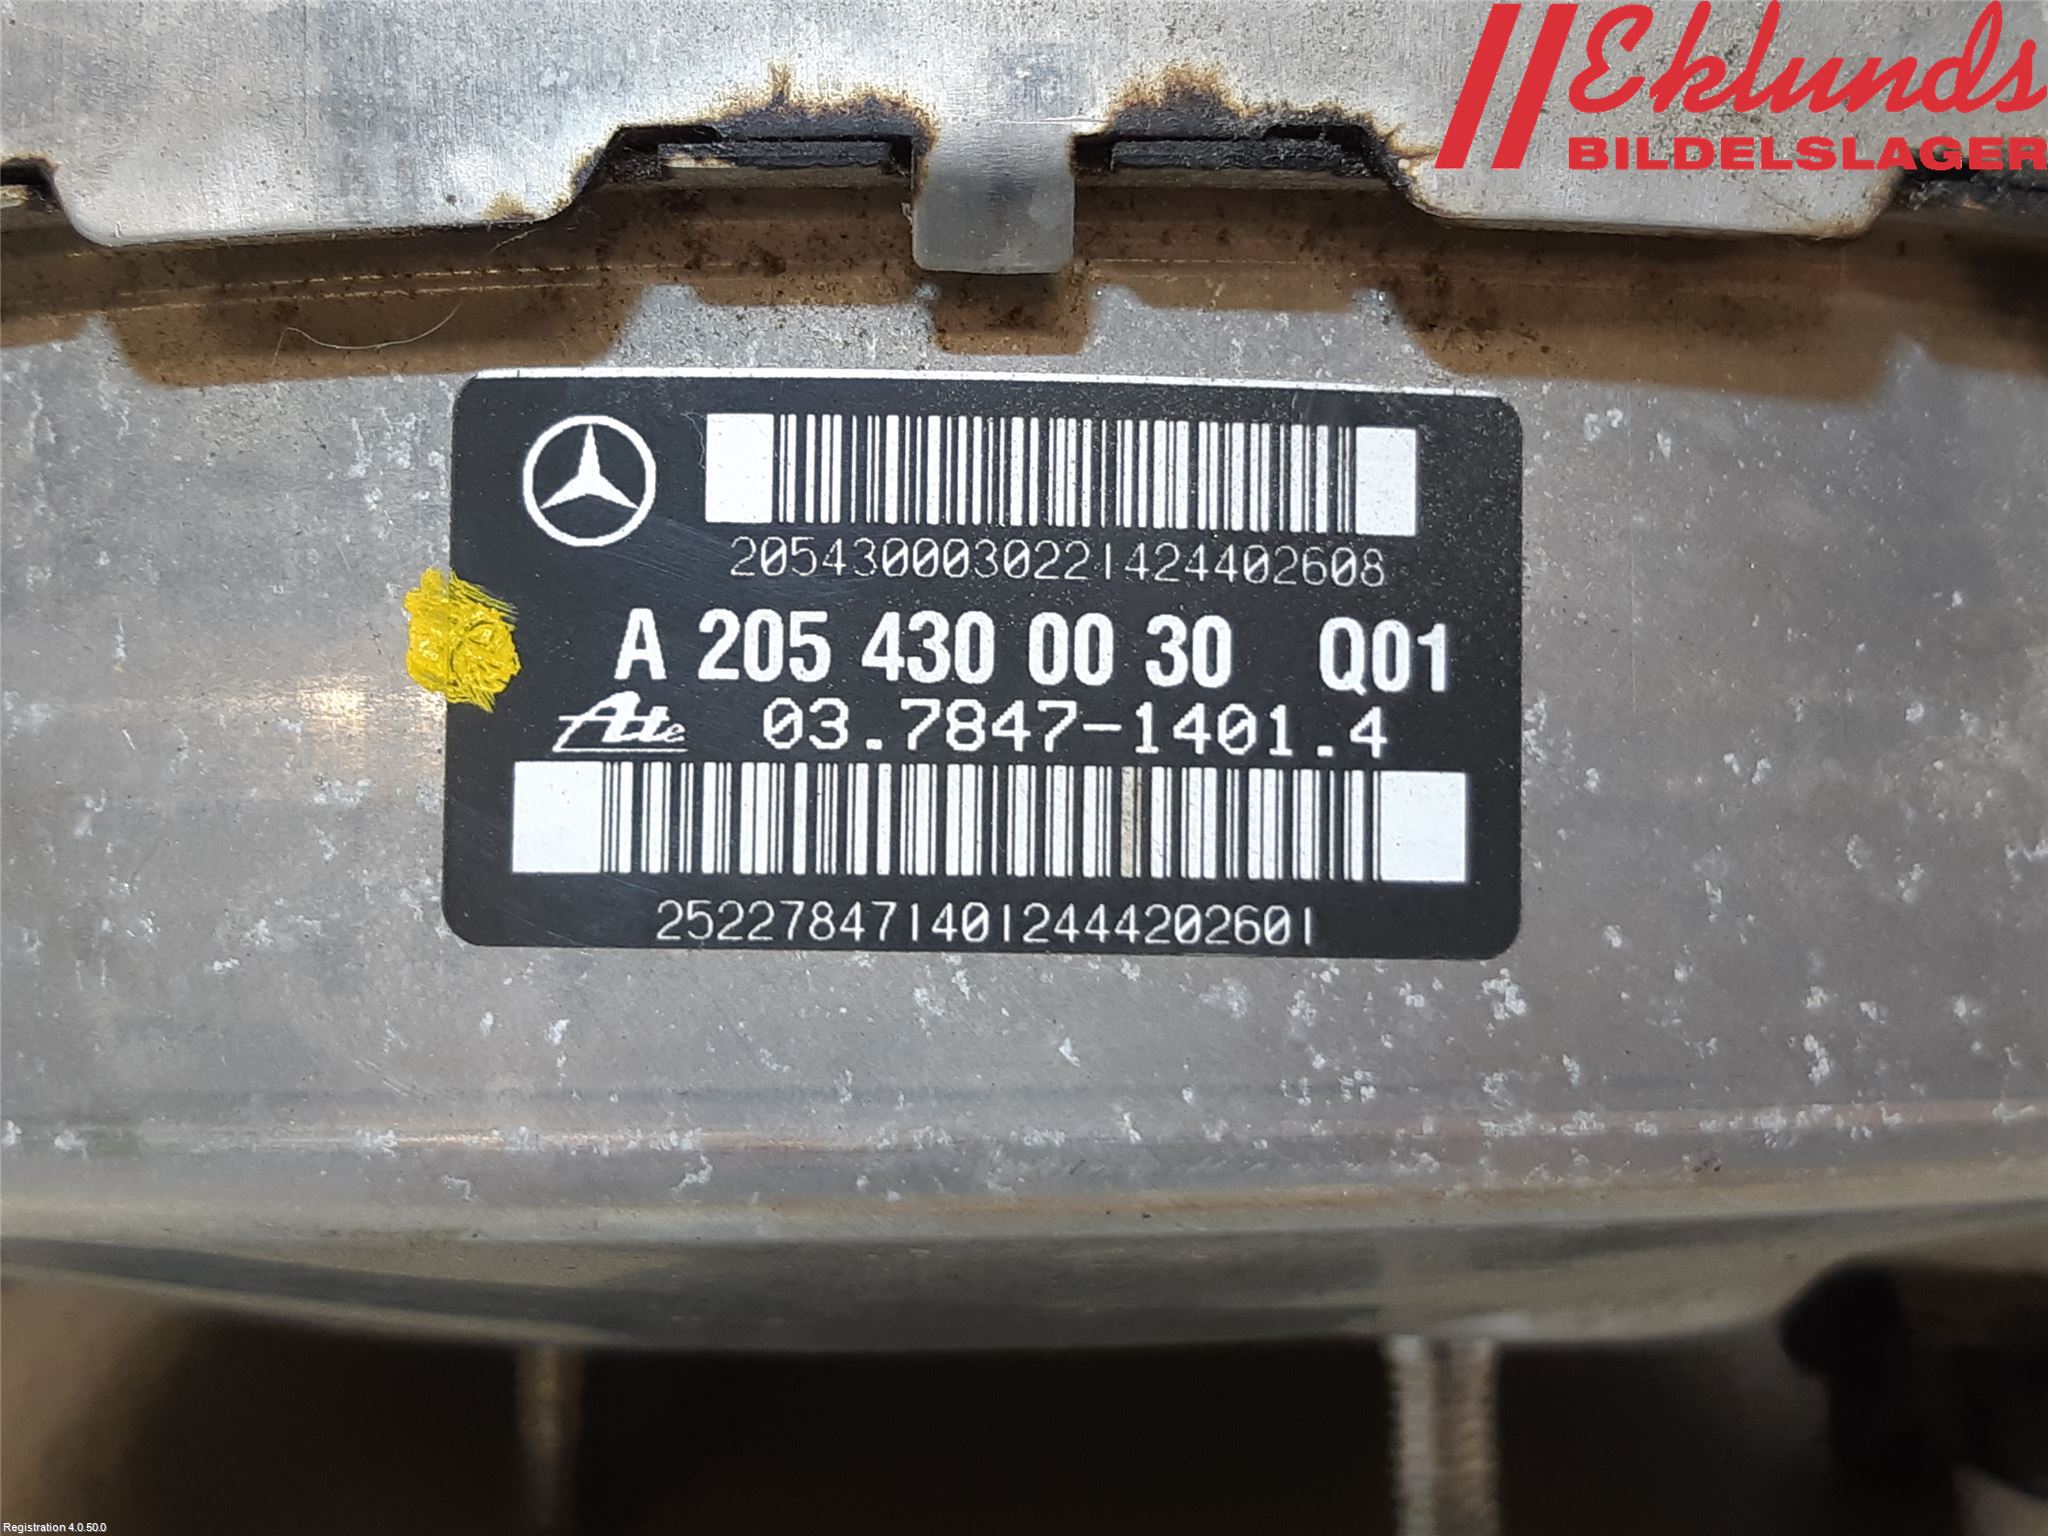 Eklunds
BILDELSLAGER
2054300030221424402608
A 205 430 00 30 Q01
Ate 03.7847-1401.4
2522784714012444202601
Registration 4.0.50.0